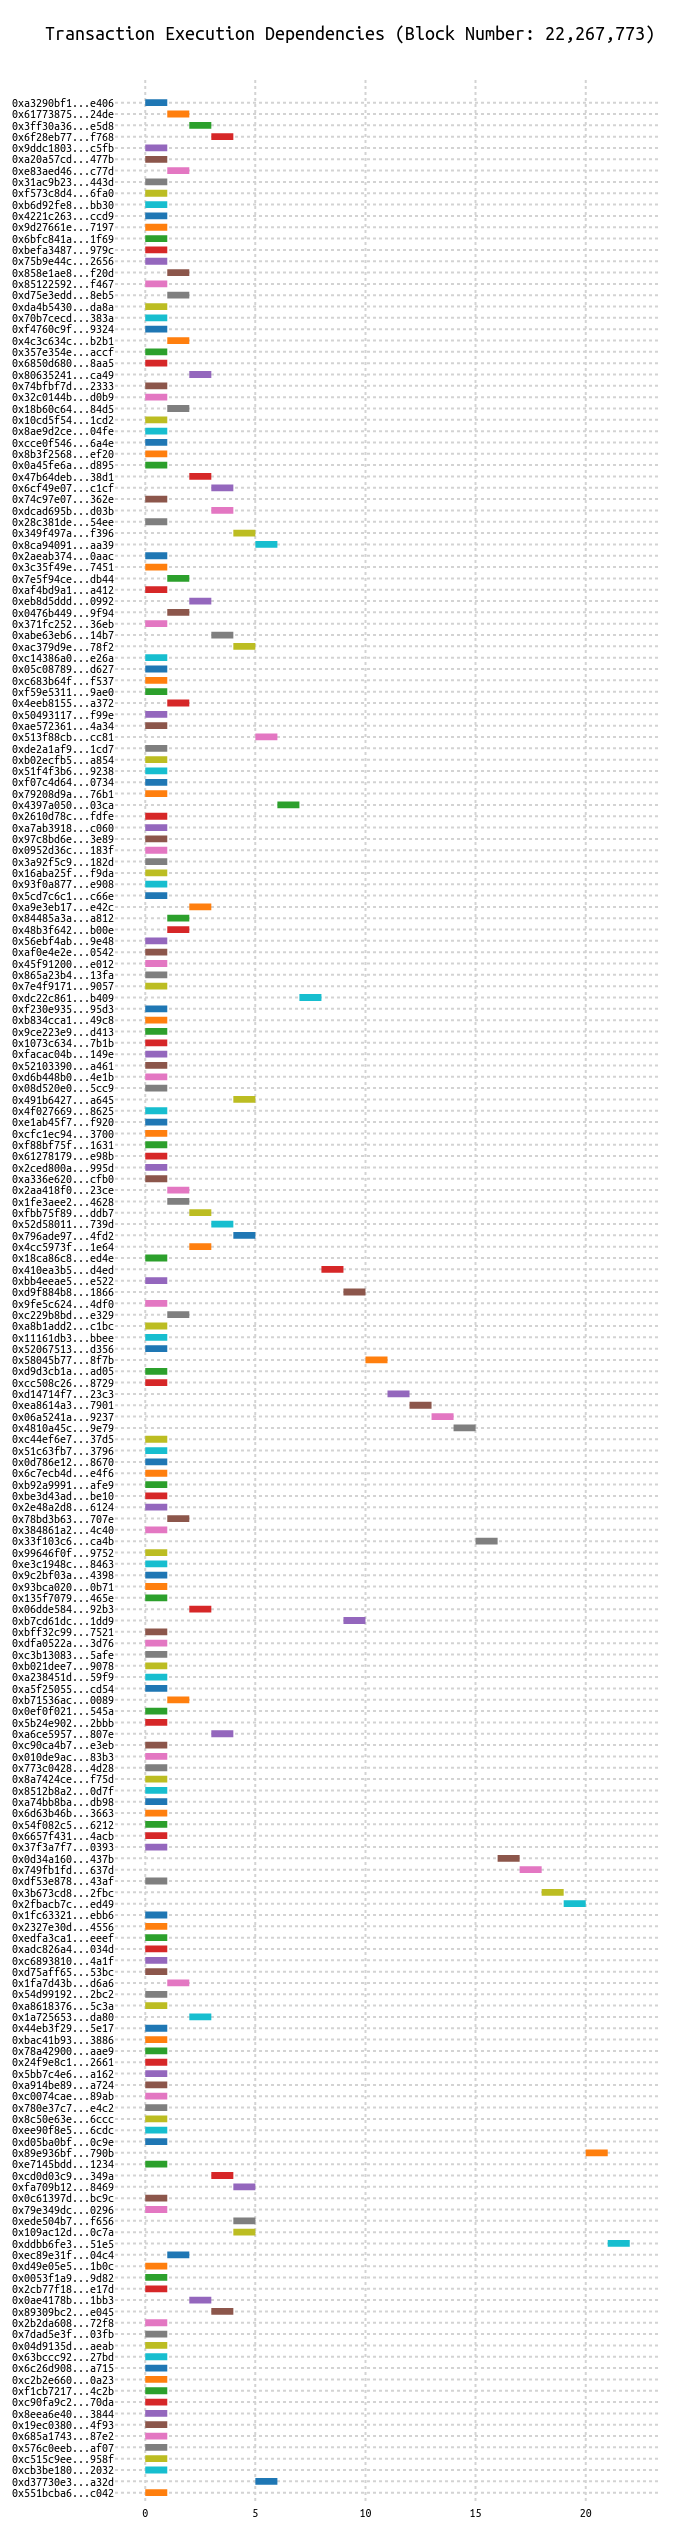 Transaction Execution Dependencies (Block Number: 22,267,773)
0xa3290bf1...e406
0x61773875...24de
0x3ff30a36...e5d8
0x6f28eb77...f768
0x9ddc1803...c5fb
0xa20a57cd...477b
0xe83aed46...c77d
0x31ac9b23...443d
0xf573c8d4...6fa0
0xb6d92fe8...bb30
0x4221c263...ccd9
0x9d27661e...7197
0x6bfc841a...1f69
0xbefa3487...979c
0x75b9e44c...2656
0x858e1ae8...f20d
0x85122592...f467
0xd75e3edd...8eb5
0xda4b5430...da8a
0x70b7cecd...383a
0xf4760c9f...9324
0x4c3c634c...b2b1
0x357e354e...accf
0x6850d680...8aa5
0x80635241...ca49
0x74bfbf7d...2333
0x32c0144b...d0b9
0x18b60c64...84d5
0x10cd5f54...1cd2
0x8ae9d2ce...04fe
0xcce0f546...6a4e
0x8b3f2568...ef20
0x0a45fe6a...d895
0x47b64deb...38d1
0x6cf49e07...c1cf
0x74c97e07...362e
0xdcad695b...d03b
0x28c381de...54ee
0x349f497a...f396
0x8ca94091...aa39
0x2aeab374...0aac
0x3c35f49e...7451
0x7e5f94ce...db44
0xaf4bd9a1...a412
0xeb8d5ddd...0992
0x0476b449...9f94
0x371fc252...36eb
0xabe63eb6...14b7
0xac379d9e...78f2
0xc14386a0...e26a
0x05c08789...d627
0xc683b64f...f537
0xf59e5311...9ae0
0x4eeb8155...a372
0x50493117...f99e
0xae572361...4a34
0x513f88cb...cc81
0xde2a1af9...1cd7
0xb02ecfb5...a854
0x51f4f3b6...9238
0xf07c4d64...0734
0x79208d9a...76b1
0x4397a050...03ca
0x2610d78c...fdfe
0xa7ab3918...c060
0x97c8bd6e...3e89
0x0952d36c...183f
0x3a92f5c9...182d
0x16aba25f...f9da
0x93f0a877...e908
0x5cd7c6c1...c66e
0xa9e3eb17...e42c
0x84485a3a...a812
0x48b3f642...b00e
0x56ebf4ab...9e48
0xaf0e4e2e...0542
0x45f91200...e012
0x865a23b4...13fa
0x7e4f9171...9057
0xdc22c861...b409
0xf230e935...95d3
0xb834cca1...49c8
0x9ce223e9...d413
0x1073c634...7b1b
0xfacac04b...149e
0x52103390...a461
0xd6b448b0...4e1b
0x08d520e0...5cc9
0x491b6427...a645
0x4f027669...8625
0xe1ab45f7...f920
0xcfc1ec94...3700
0xf88bf75f...1631
0x61278179...e98b
0x2ced800a...995d
0xa336e620...cfb0
0x2aa418f0...23ce
0x1fe3aee2...4628
0xfbb75f89...ddb7
0x52d58011...739d
0x796ade97...4fd2
0x4cc5973f...1e64
0x18ca86c8...ed4e
0x410ea3b5...d4ed
0xbb4eeae5...e522
0xd9f884b8...1866
0x9fe5c624...4df0
0xc229b8bd...e329
0xa8b1add2...c1bc
0x11161db3...bbee
0x52067513...d356
0x58045b77...8f7b
0xd9d3cb1a...ad05
0xcc508c26...8729
0xd14714f7...23c3
0xea8614a3...7901
0x06a5241a...9237
0x4810a45c...9e79
0xc44ef6e7...37d5
0x51c63fb7...3796
0x0d786e12...8670
0x6c7ecb4d...e4f6
0xb92a9991...afe9
0xbe3d43ad...be10
0x2e48a2d8...6124
0x78bd3b63...707e
0x384861a2...4c40
0x33f103c6...ca4b
0x99646f0f...9752
0xe3c1948c...8463
0x9c2bf03a...4398
0x93bca020...0b71
0x135f7079...465e
0x06dde584...92b3
0xb7cd61dc...1dd9
0xbff32c99...7521
0xdfa0522a...3d76
0xc3b13083...5afe
0xb021dee7...9078
0xa238451d...59f9
0xa5f25055...cd54
0xb71536ac...0089
0x0ef0f021...545a
0x5b24e902...2bbb
0xa6ce5957...807e
0xc90ca4b7...e3eb
0x010de9ac...83b3
0x773c0428...4d28
0x8a7424ce...f75d
0x8512b8a2...0d7f
0xa74bb8ba...db98
0x6d63b46b...3663
0x54f082c5...6212
0x6657f431...4acb
0x37f3a7f7...0393
0x0d34a160...437b
0x749fb1fd...637d
0xdf53e878...43af
0x3b673cd8...2fbc
0x2fbacb7c...ed49
0x1fc63321...ebb6
0x2327e30d...4556
0xedfa3ca1...eeef
0xadc826a4...034d
0xc6893810...4a1f
0xd75aff65...53bc
0x1fa7d43b...d6a6
0x54d99192...2bc2
0xa8618376...5c3a
0x1a725653...da80
0x44eb3f29...5e17
0xbac41b93...3886
0x78a42900...aae9
0x24f9e8c1...2661
0x5bb7c4e6...a162
0xa914be89...a724
0xc0074cae...89ab
0x780e37c7...e4c2
0x8c50e63e...6ccc
0xee90f8e5...6cdc
0xd05ba0bf...0c9e
0x89e936bf...790b
0xe7145bdd...1234
0xcd0d03c9...349a
0xfa709b12...8469
0x0c61397d...bc9c
0x79e349dc...0296
0xede504b7...f656
0x109ac12d...0c7a
0xddbb6fe3...51e5
0xec89e31f...04c4
0xd49e05e5...1b0c
0x0053f1a9...9d82
0x2cb77f18...e17d
0x0ae4178b...1bb3
0x89309bc2...e045
0x2b2da608...72f8
0x7dad5e3f...03fb
0x04d9135d...aeab
0x63bccc92...27bd
0x6c26d908...a715
0xc2b2e660...0a23
0xf1cb7217...4c2b
0xc90fa9c2...70da
0x8eea6e40...3844
0x19ec0380...4f93
0x685a1743...87e2
0x576c0eeb...af07
0xc515c9ee...958f
0xcb3be180...2032
0xd37730e3...a32d
0x551bcba6...c042
0 5 10 15 20